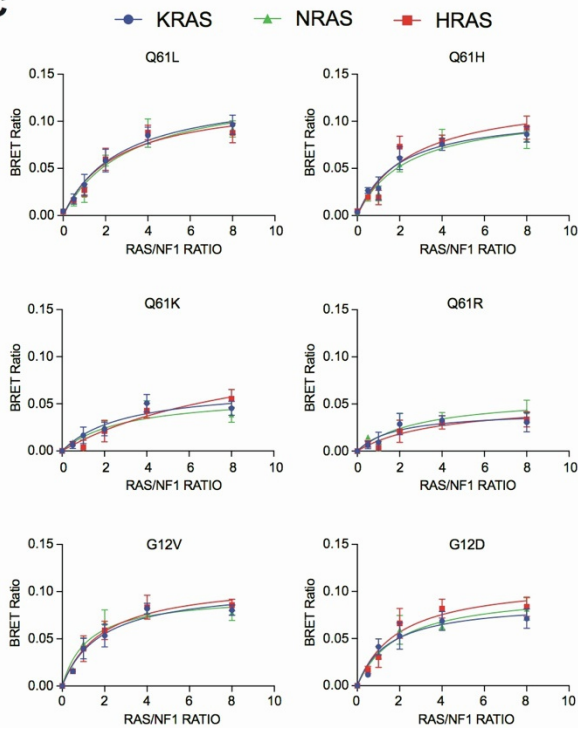 KRAS NRAS HRAS
Q61L Q61H
0.15 0.15
0.10 0.10
0.05 0.05
0.00 0.00
BRET Ratio BRET Ratio
0 2 4 6 8 10 0 2 4 6 8 10
RAS/NF1 RATIO RAS/NF1 RATIO
Q61K Q61R
0.15 0.15
0.10 0.10
0.05 0.05
0.00 0.00
BRET Ratio BRET Ratio
0 2 4 6 8 10 0 2 4 6 8 10
RAS/NF1 RATIO RAS/NF1 RATIO
G12V G12D
0.15 0.15
0.10 0.10
0.05 0.05
0.00 0.00
BRET Ratio BRET Ratio
0 2 4 6 8 10 0 2 4 6 8 10
RAS/NF1 RATIO RAS/NF1 RATIO